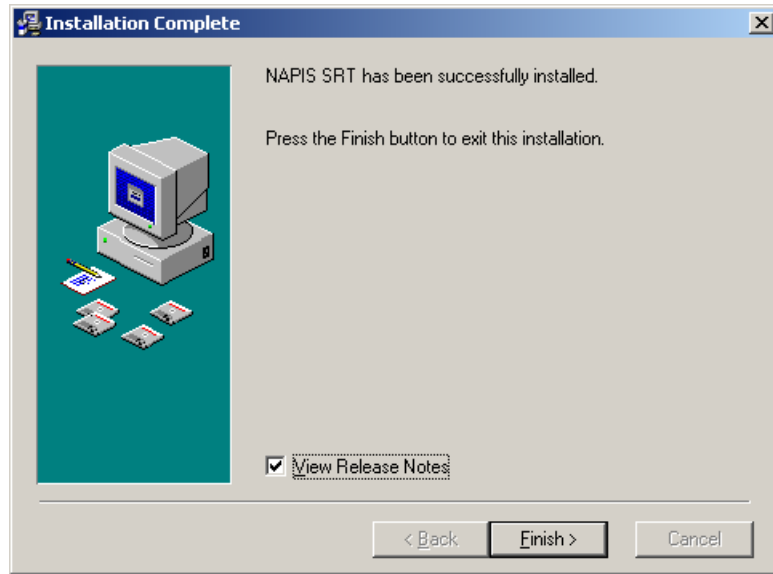 Installation Complete
NAPIS SRT has been successfully installed.
Press the Finish button to exit this installation.
View Release Notes
< Back
Finish >
Cancel